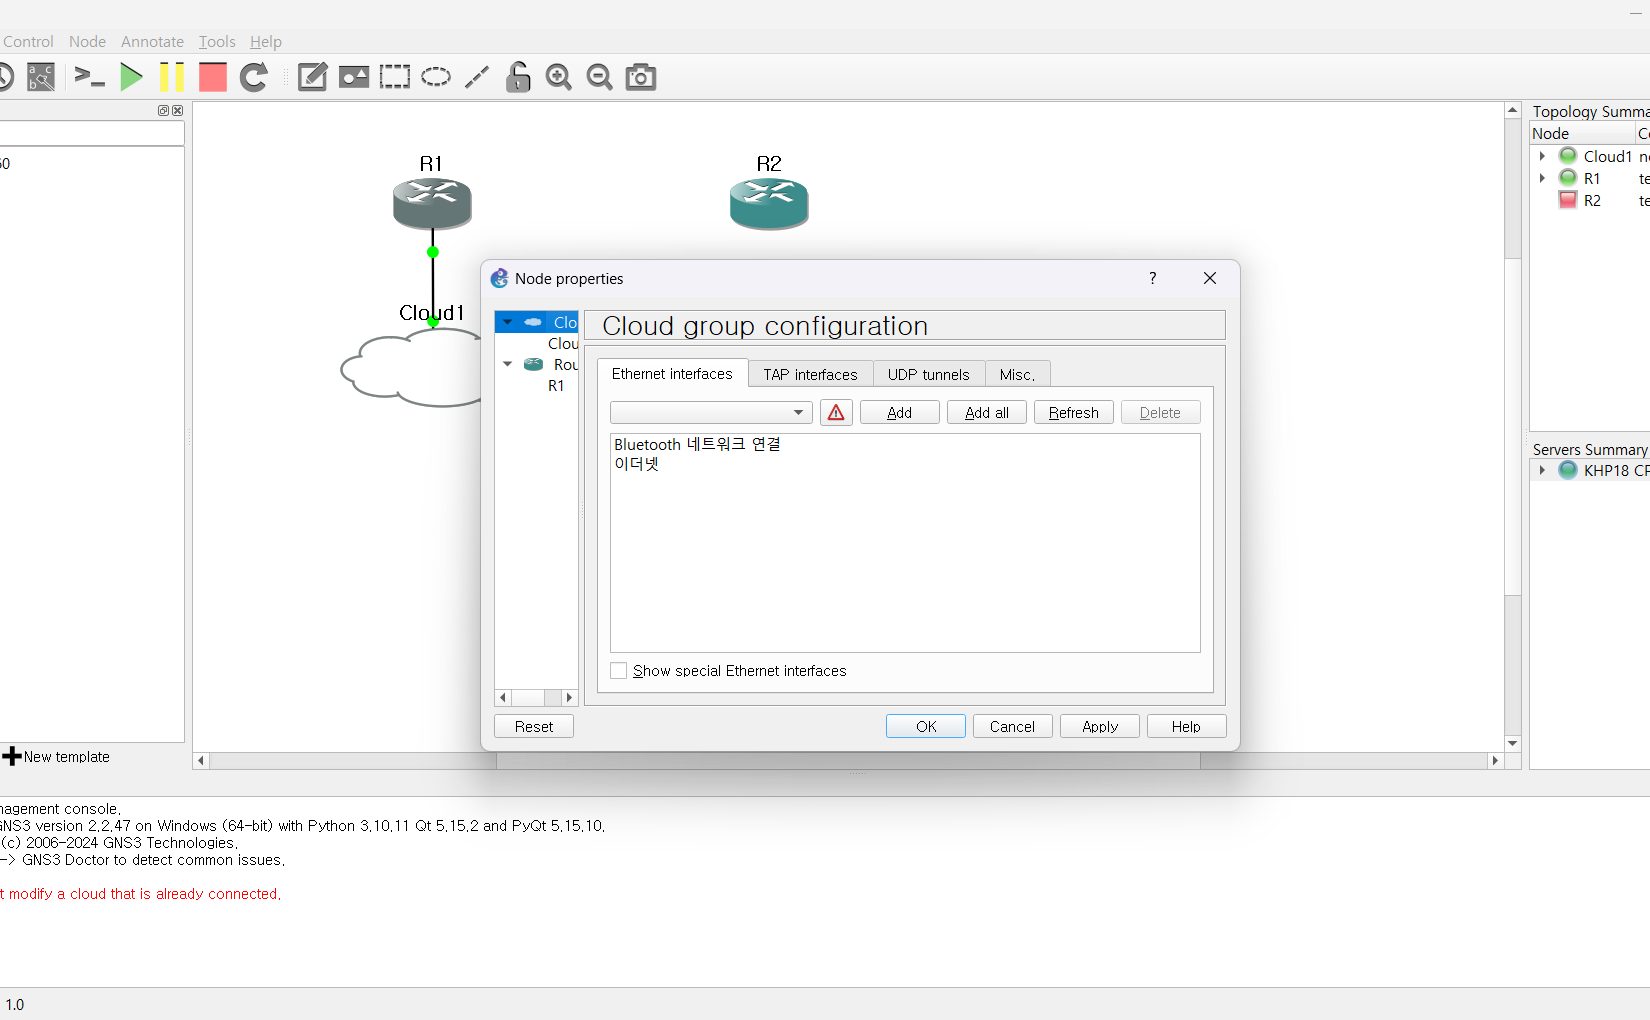 Control Node Annotate Tools Help
Topology Summa
Node
Cloud1
R1 te
R2 te
R1
R2
Cloud1
Node properties ?
Clo
Clou
Rou
R1
Cloud group configuration
Ethernet interfaces TAP interfaces UDP tunnels Misc.
Add Add all Refresh Delete
Bluetooth 네트워크 연결
이더넷
Show special Ethernet interfaces
Reset OK Cancel Apply Help
Servers Summary
KHP18 CP
New template
nagement console.
GNS3 version 2.2.47 on Windows (64-bit) with Python 3.10.11 Qt 5.15.2 and PyQt 5.15.10.
(c) 2006-2024 GNS3 Technologies.
-> GNS3 Doctor to detect common issues.
t modify a cloud that is already connected.
1.0